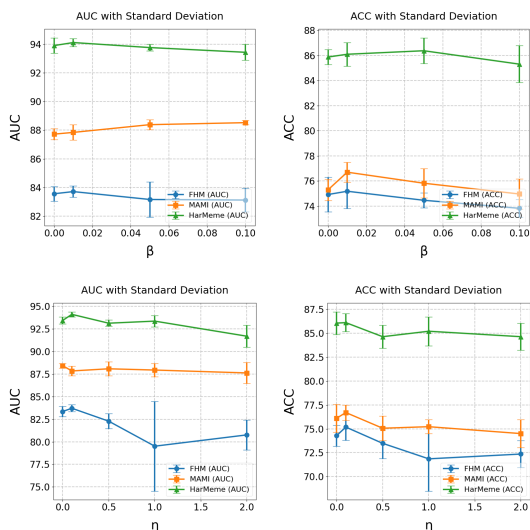 AUC with Standard Deviation
AUC
94
92
90
88
86
84
82
0.00
0.02
0.04
0.06
0.08
0.10
β
FHM (AUC)
MAMI (AUC)
HarMeme (AUC)
ACC with Standard Deviation
ACC
88
86
84
82
80
78
76
74
0.00
0.02
0.04
0.06
0.08
0.10
β
FHM (ACC)
MAMI (ACC)
HarMeme (ACC)
AUC with Standard Deviation
AUC
95.0
92.5
90.0
87.5
85.0
82.5
80.0
77.5
75.0
0.0
0.5
1.0
1.5
2.0
η
FHM (AUC)
MAMI (AUC)
HarMeme (AUC)
ACC with Standard Deviation
ACC
87.5
85.0
82.5
80.0
77.5
75.0
72.5
70.0
0.0
0.5
1.0
1.5
2.0
η
FHM (ACC)
MAMI (ACC)
HarMeme (ACC)